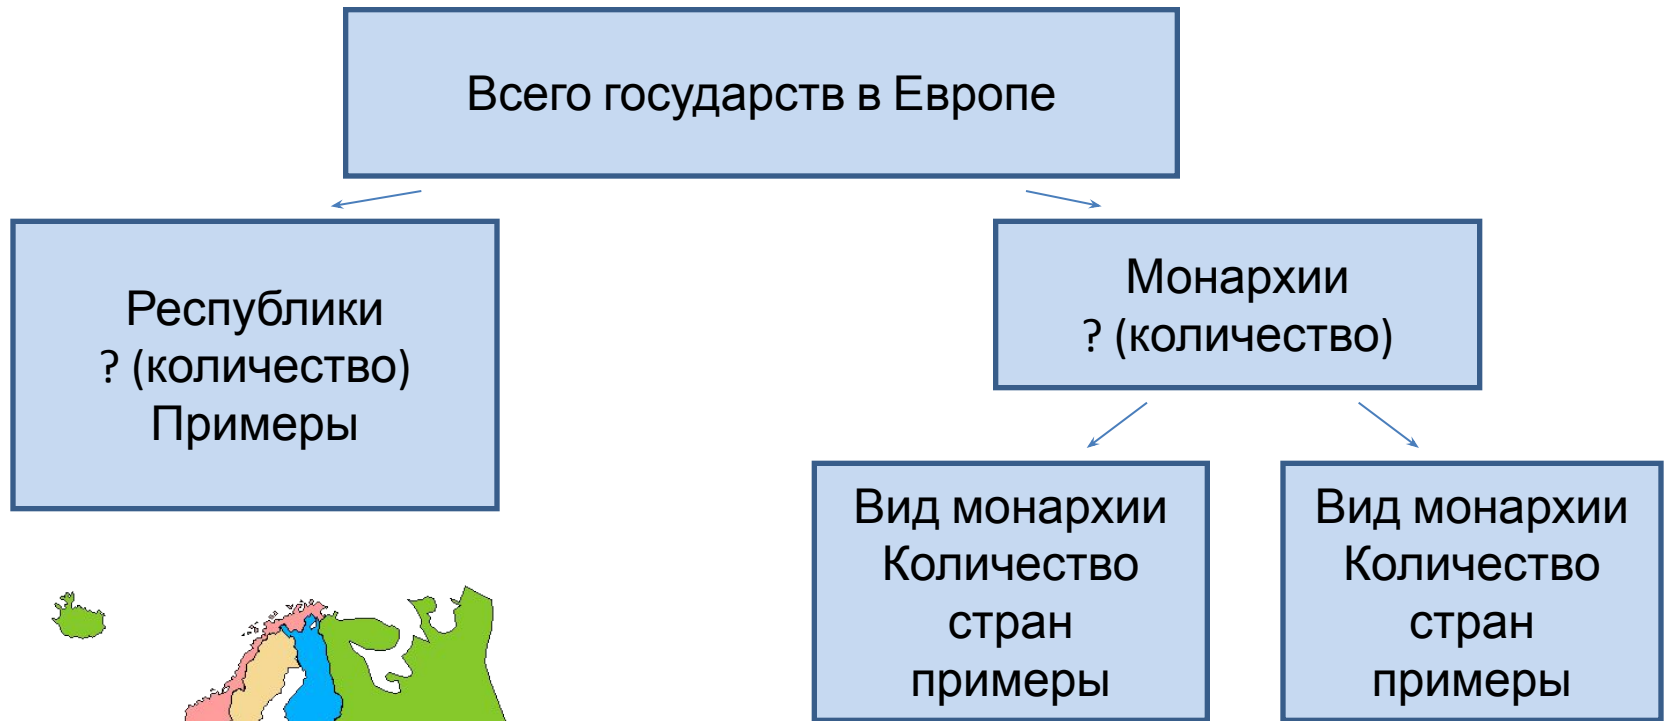 Всего государств в Европе
Республики
? (количество)
Примеры
Монархии
? (количество)
Вид монархии
Количество
стран
примеры
Вид монархии
Количество
стран
примеры